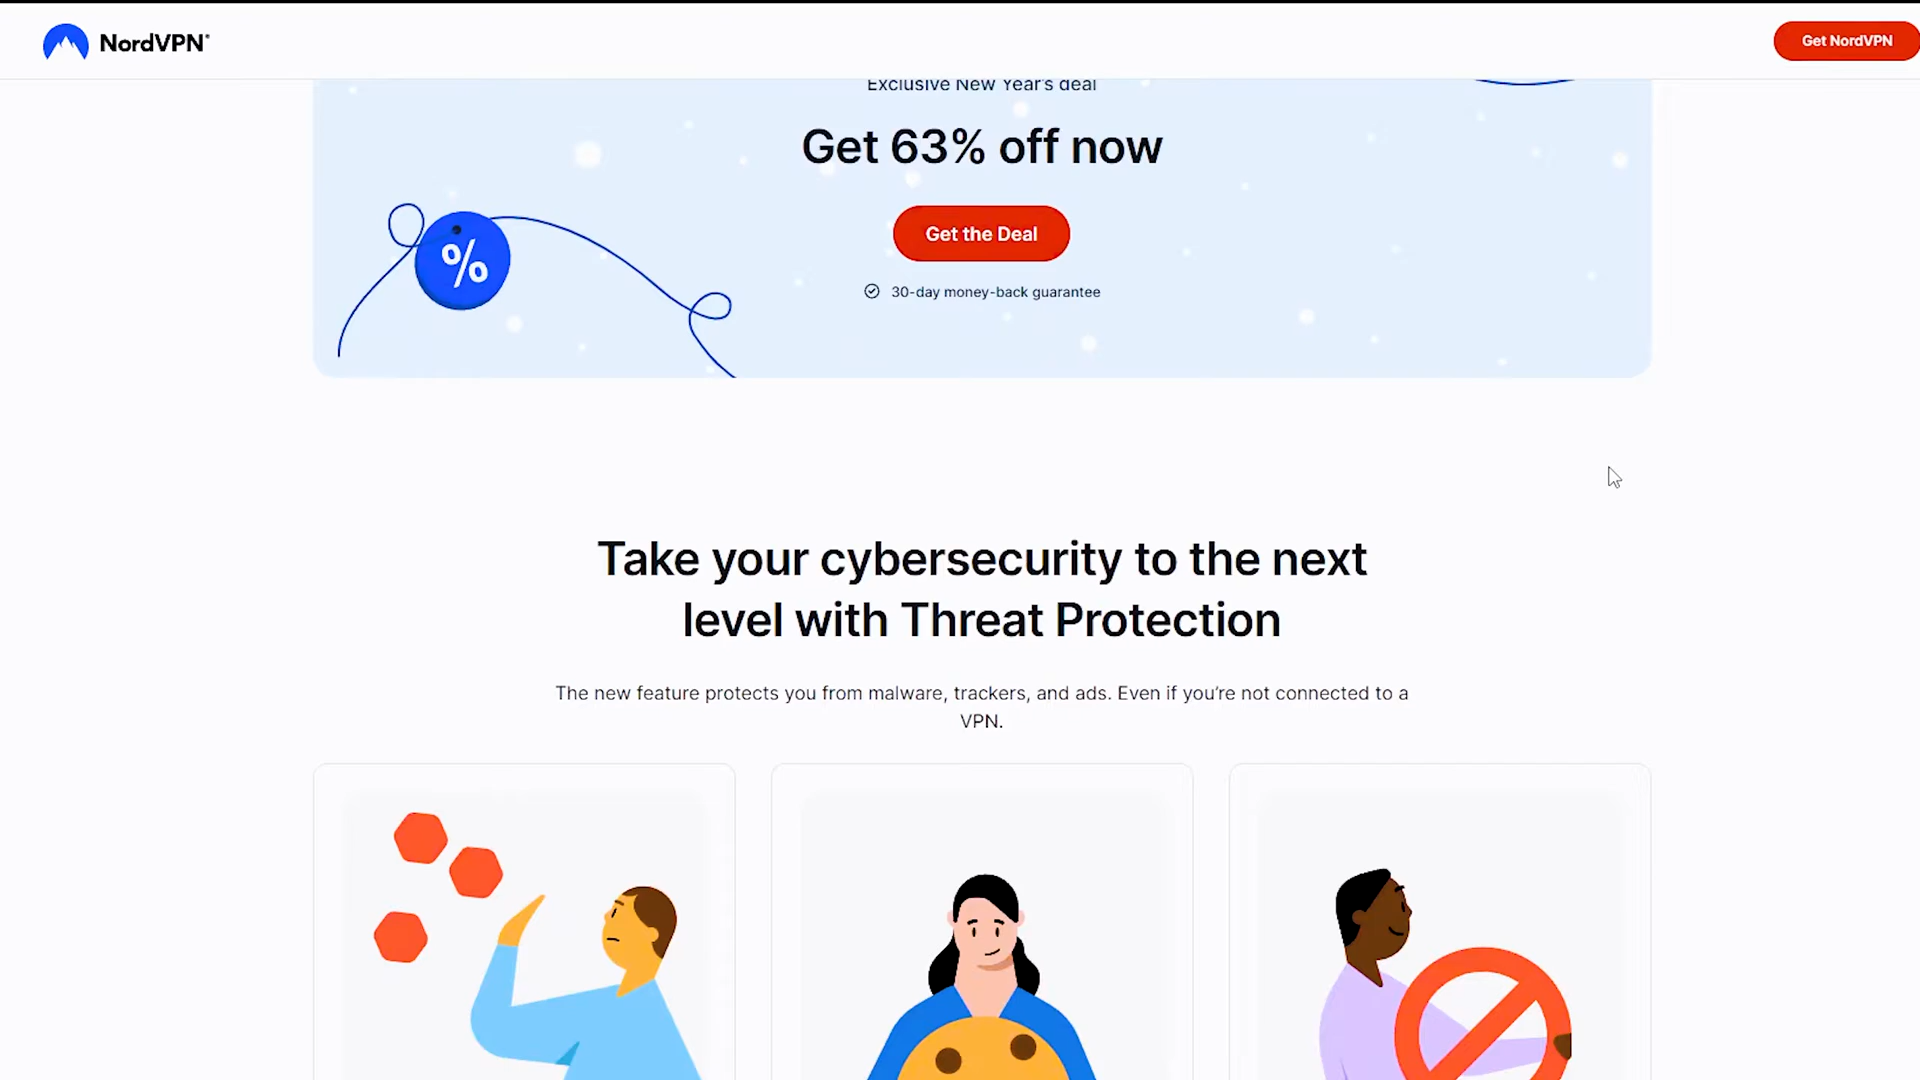 NordVPN®
Get NordVPN
Exclusive New Year's deal
Get 63% off now
%
Get the Deal
30-day money-back guarantee
Take your cybersecurity to the next
level with Threat Protection
The new feature protects you from malware, trackers, and ads. Even if you’re not connected to a
VPN.